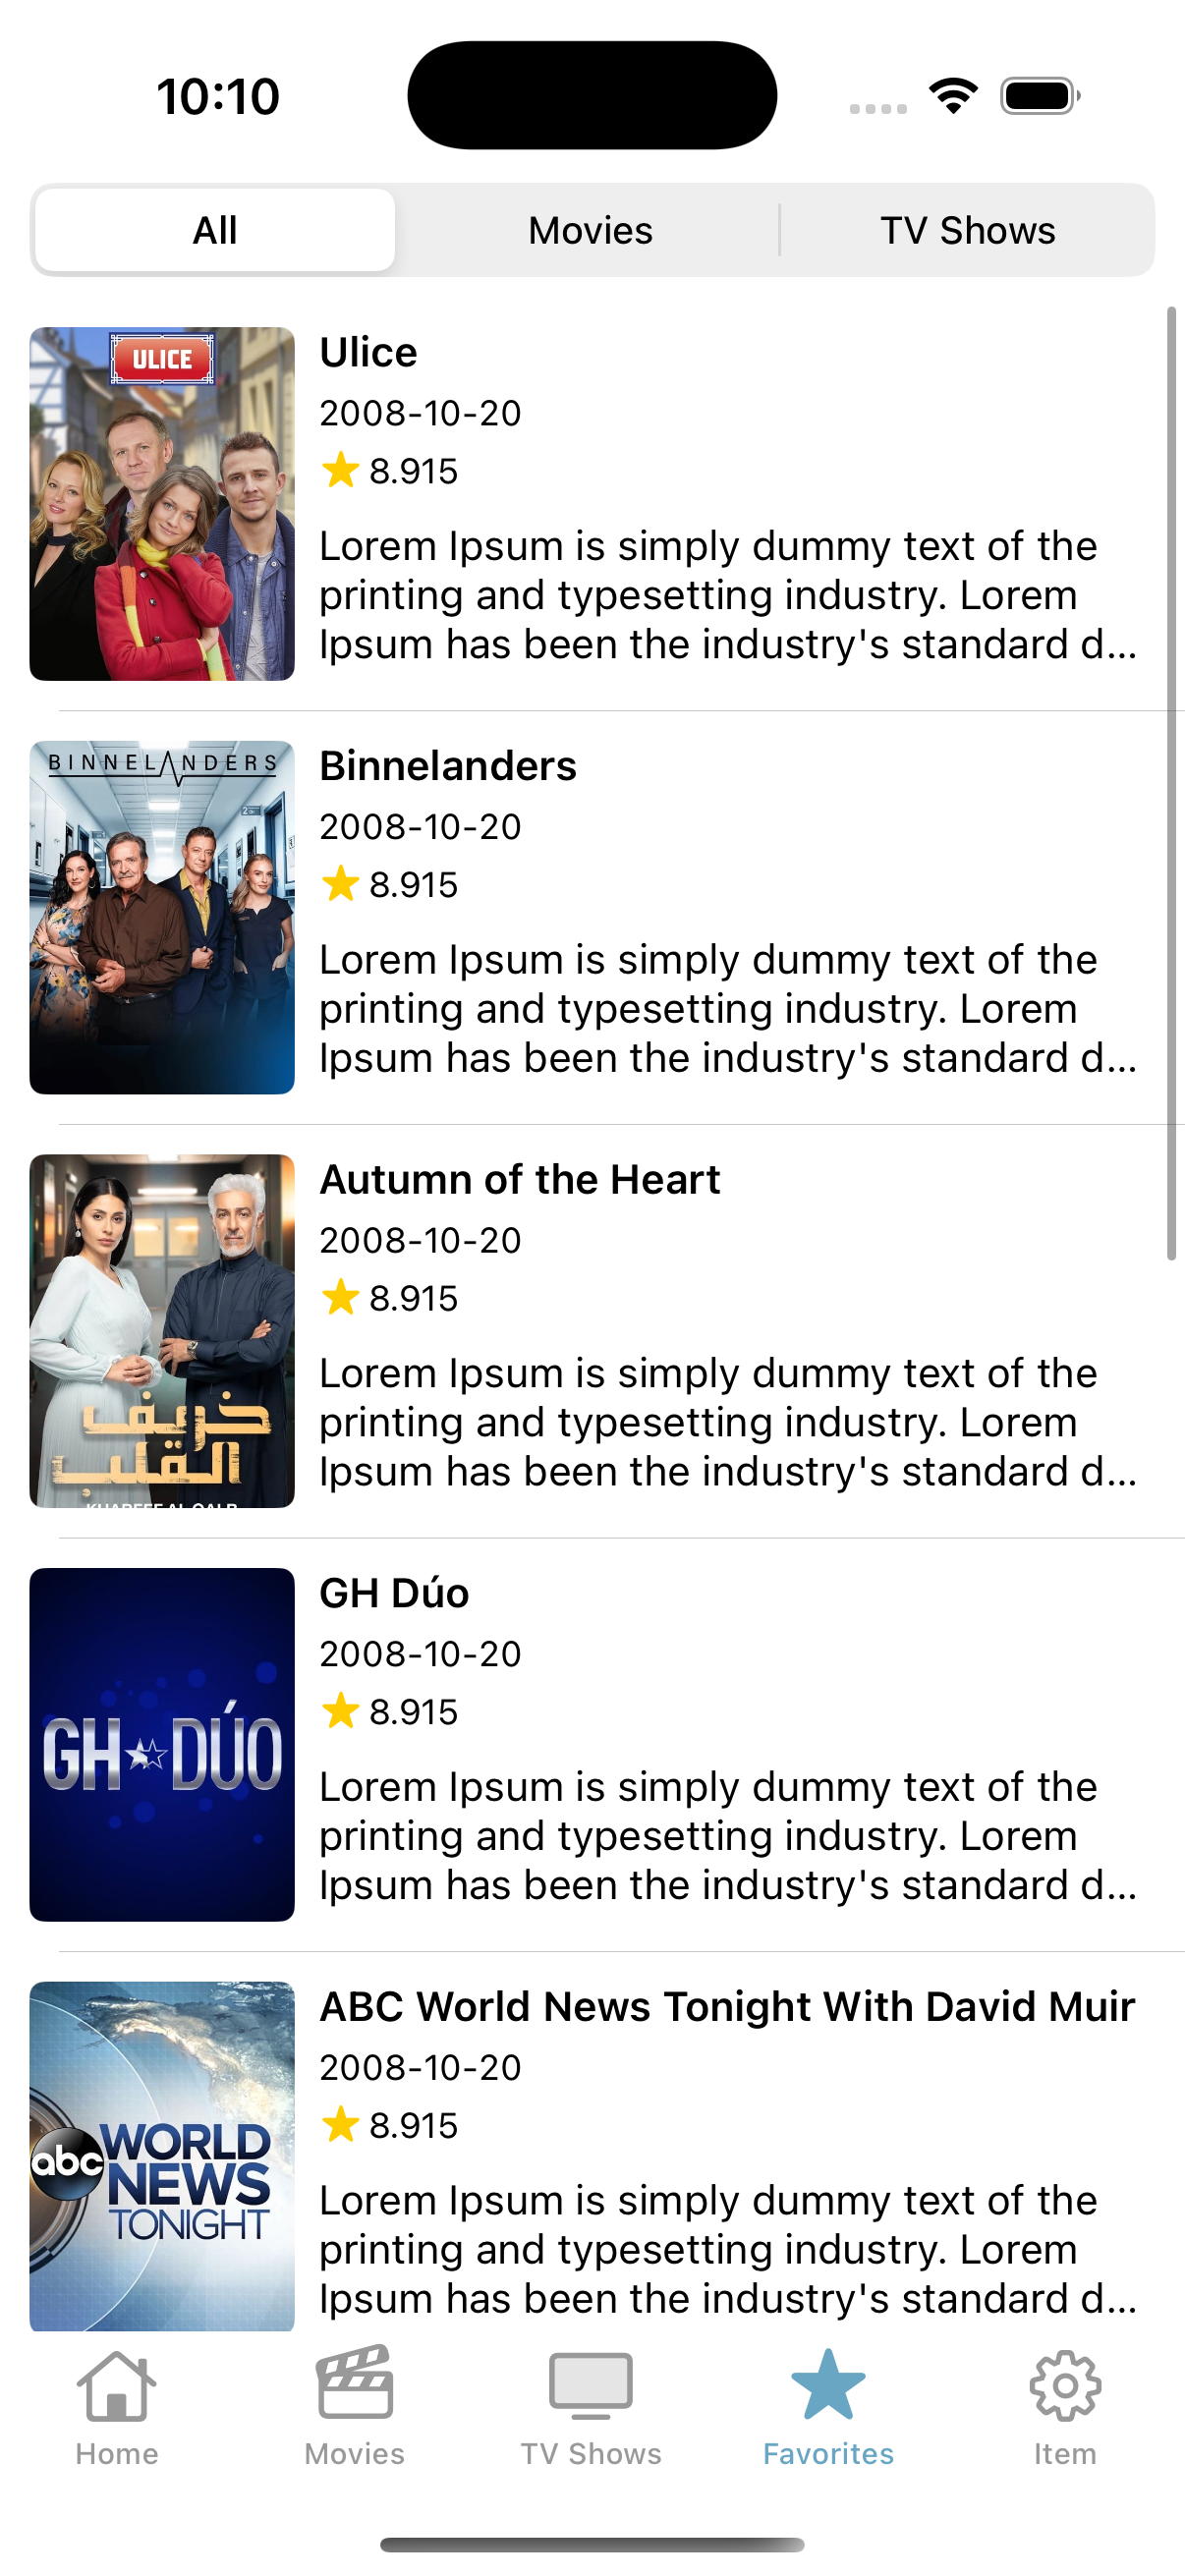 10:10
All
Movies
TV Shows
ULICE
Ulice
2008-10-20
8.915
Lorem Ipsum is simply dummy text of the
printing and typesetting industry. Lorem
Ipsum has been the industry's standard d...
BINNELANDERS
Binnelanders
2008-10-20
8.915
Lorem Ipsum is simply dummy text of the
printing and typesetting industry. Lorem
Ipsum has been the industry's standard d...
خريف
القلب
Autumn of the Heart
2008-10-20
8.915
Lorem Ipsum is simply dummy text of the
printing and typesetting industry. Lorem
Ipsum has been the industry's standard d...
GH DÚO
GH Dúo
2008-10-20
8.915
Lorem Ipsum is simply dummy text of the
printing and typesetting industry. Lorem
Ipsum has been the industry's standard d...
abc WORLD
NEWS
TONIGHT
ABC World News Tonight With David Muir
2008-10-20
8.915
Lorem Ipsum is simply dummy text of the
printing and typesetting industry. Lorem
Ipsum has been the industry's standard d...
Home
Movies
TV Shows
Favorites
Item